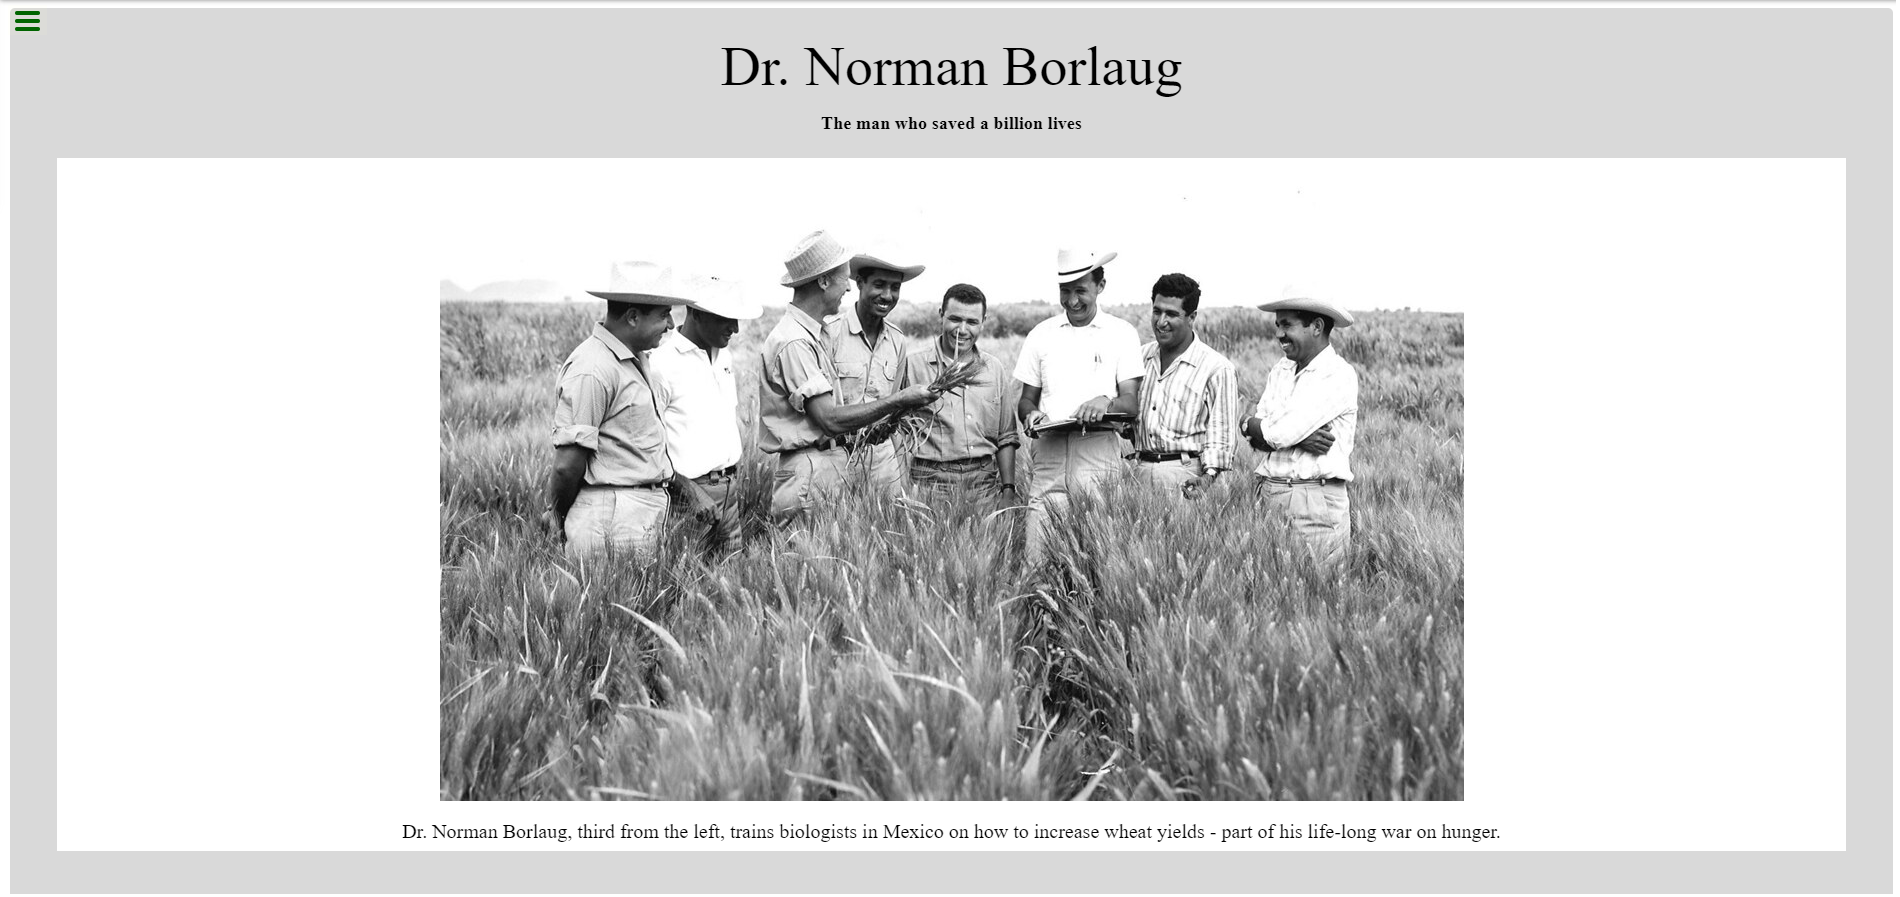 Dr. Norman Borlaug
The man who saved a billion lives
Dr. Norman Borlaug, third from the left, trains biologists in Mexico on how to increase wheat yields - part of his life-long war on hunger.